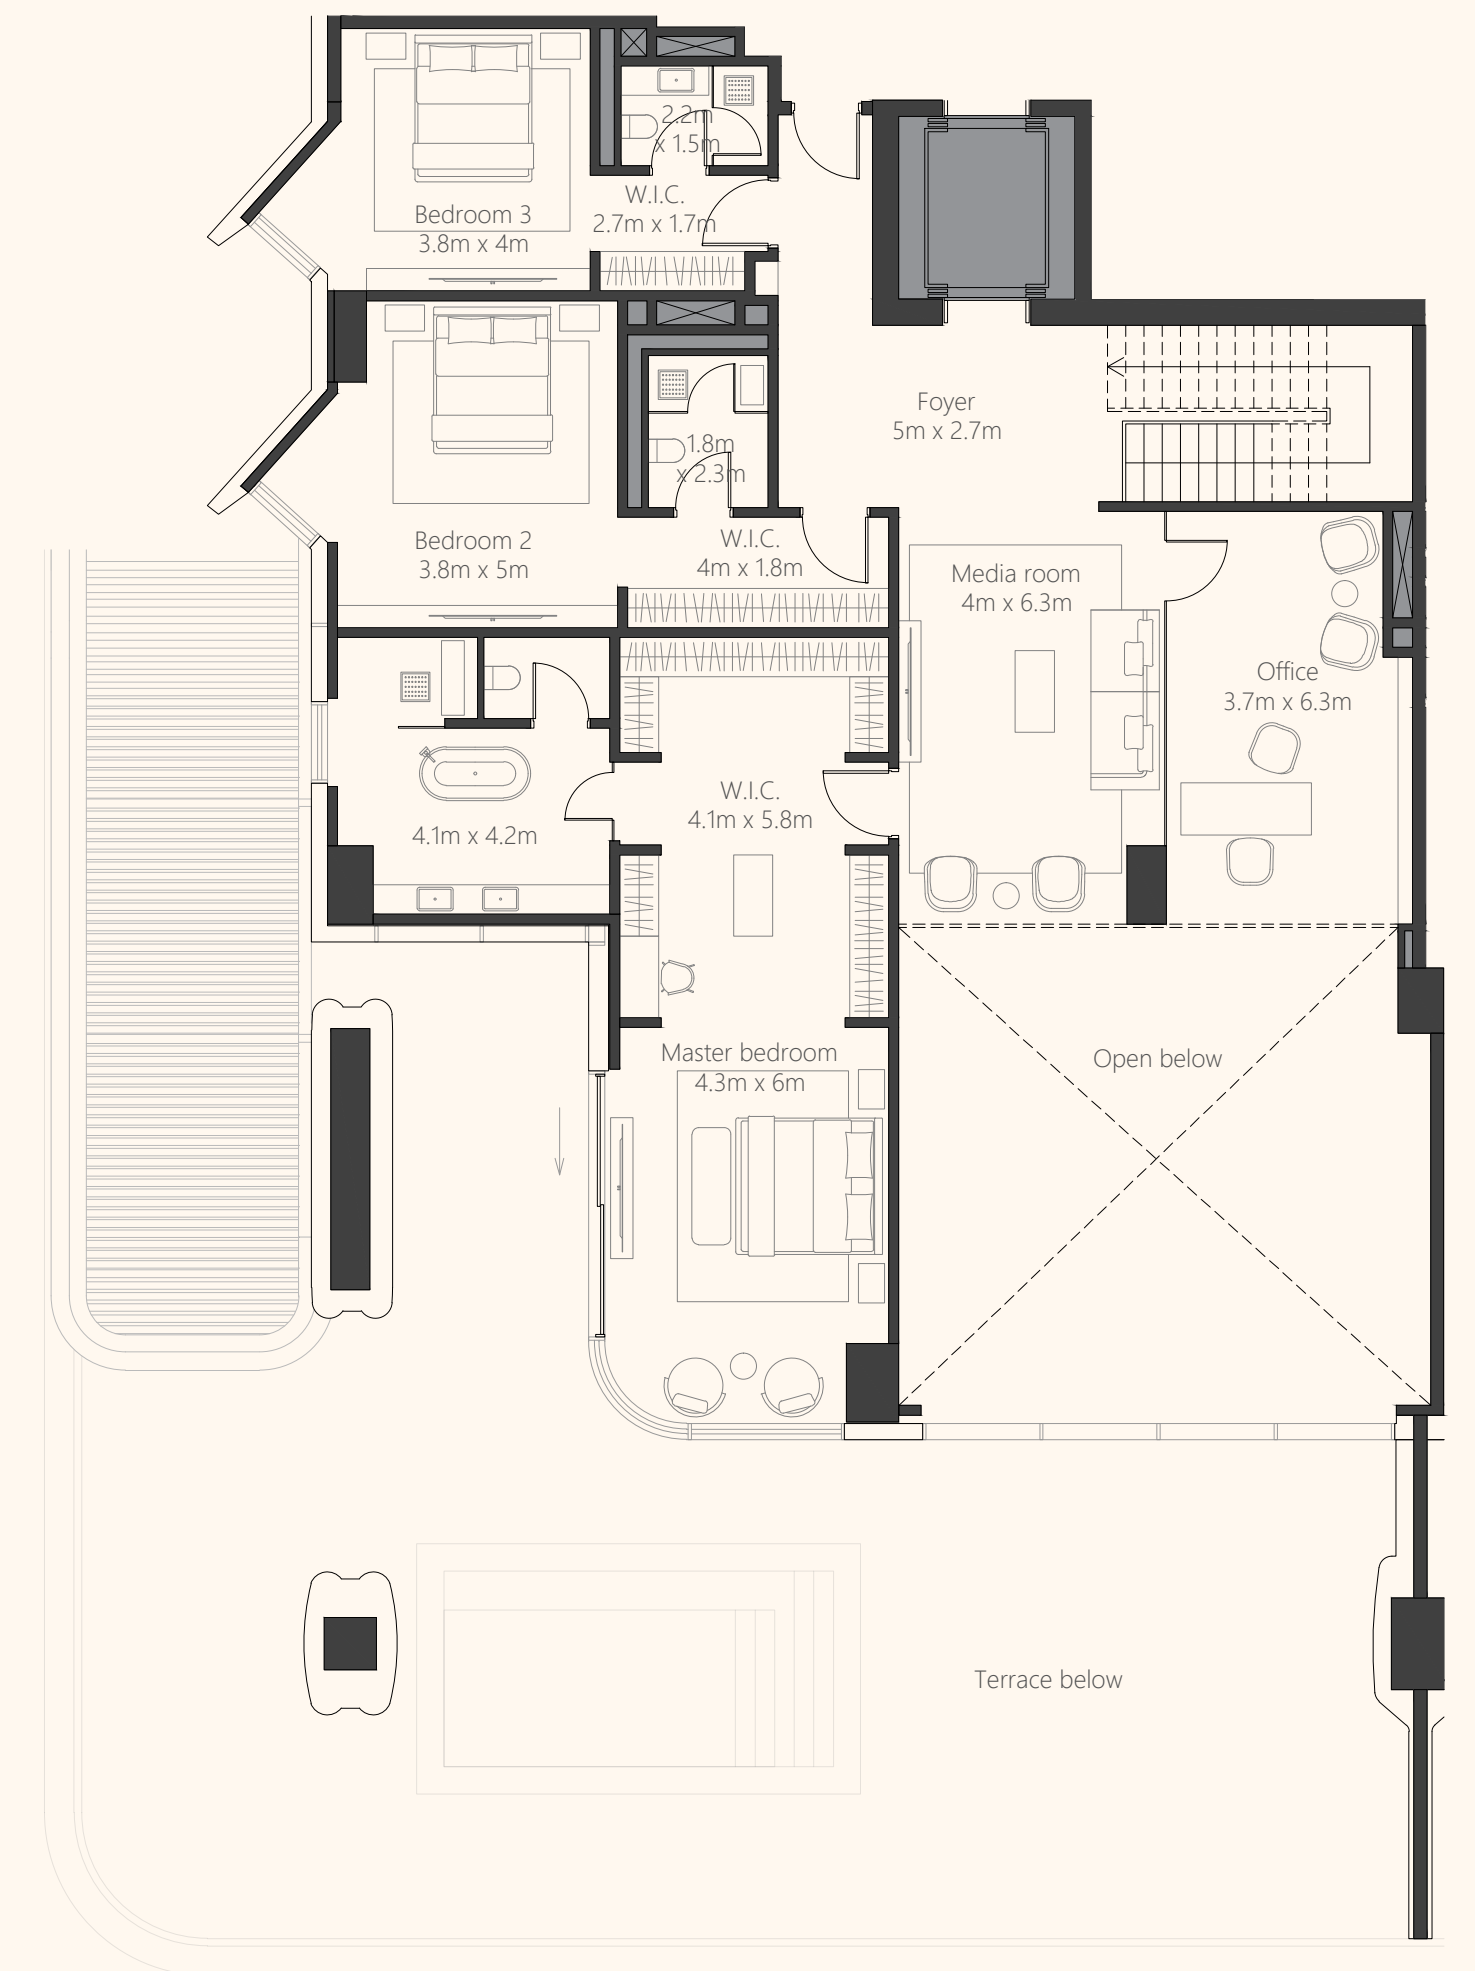 2.2m
x 1.5m
W.I.C.
2.7m x 1.7m
Bedroom 3
3.8m x 4m
Foyer
5m x 2.7m
1.8m
x 2.3m
Bedroom 2
3.8m x 5m
W.I.C.
4m x 1.8m
Media room
4m x 6.3m
Office
3.7m x 6.3m
W.I.C.
4.1m x 5.8m
4.1m x 4.2m
Master bedroom
4.3m x 6m
Open below
Terrace below